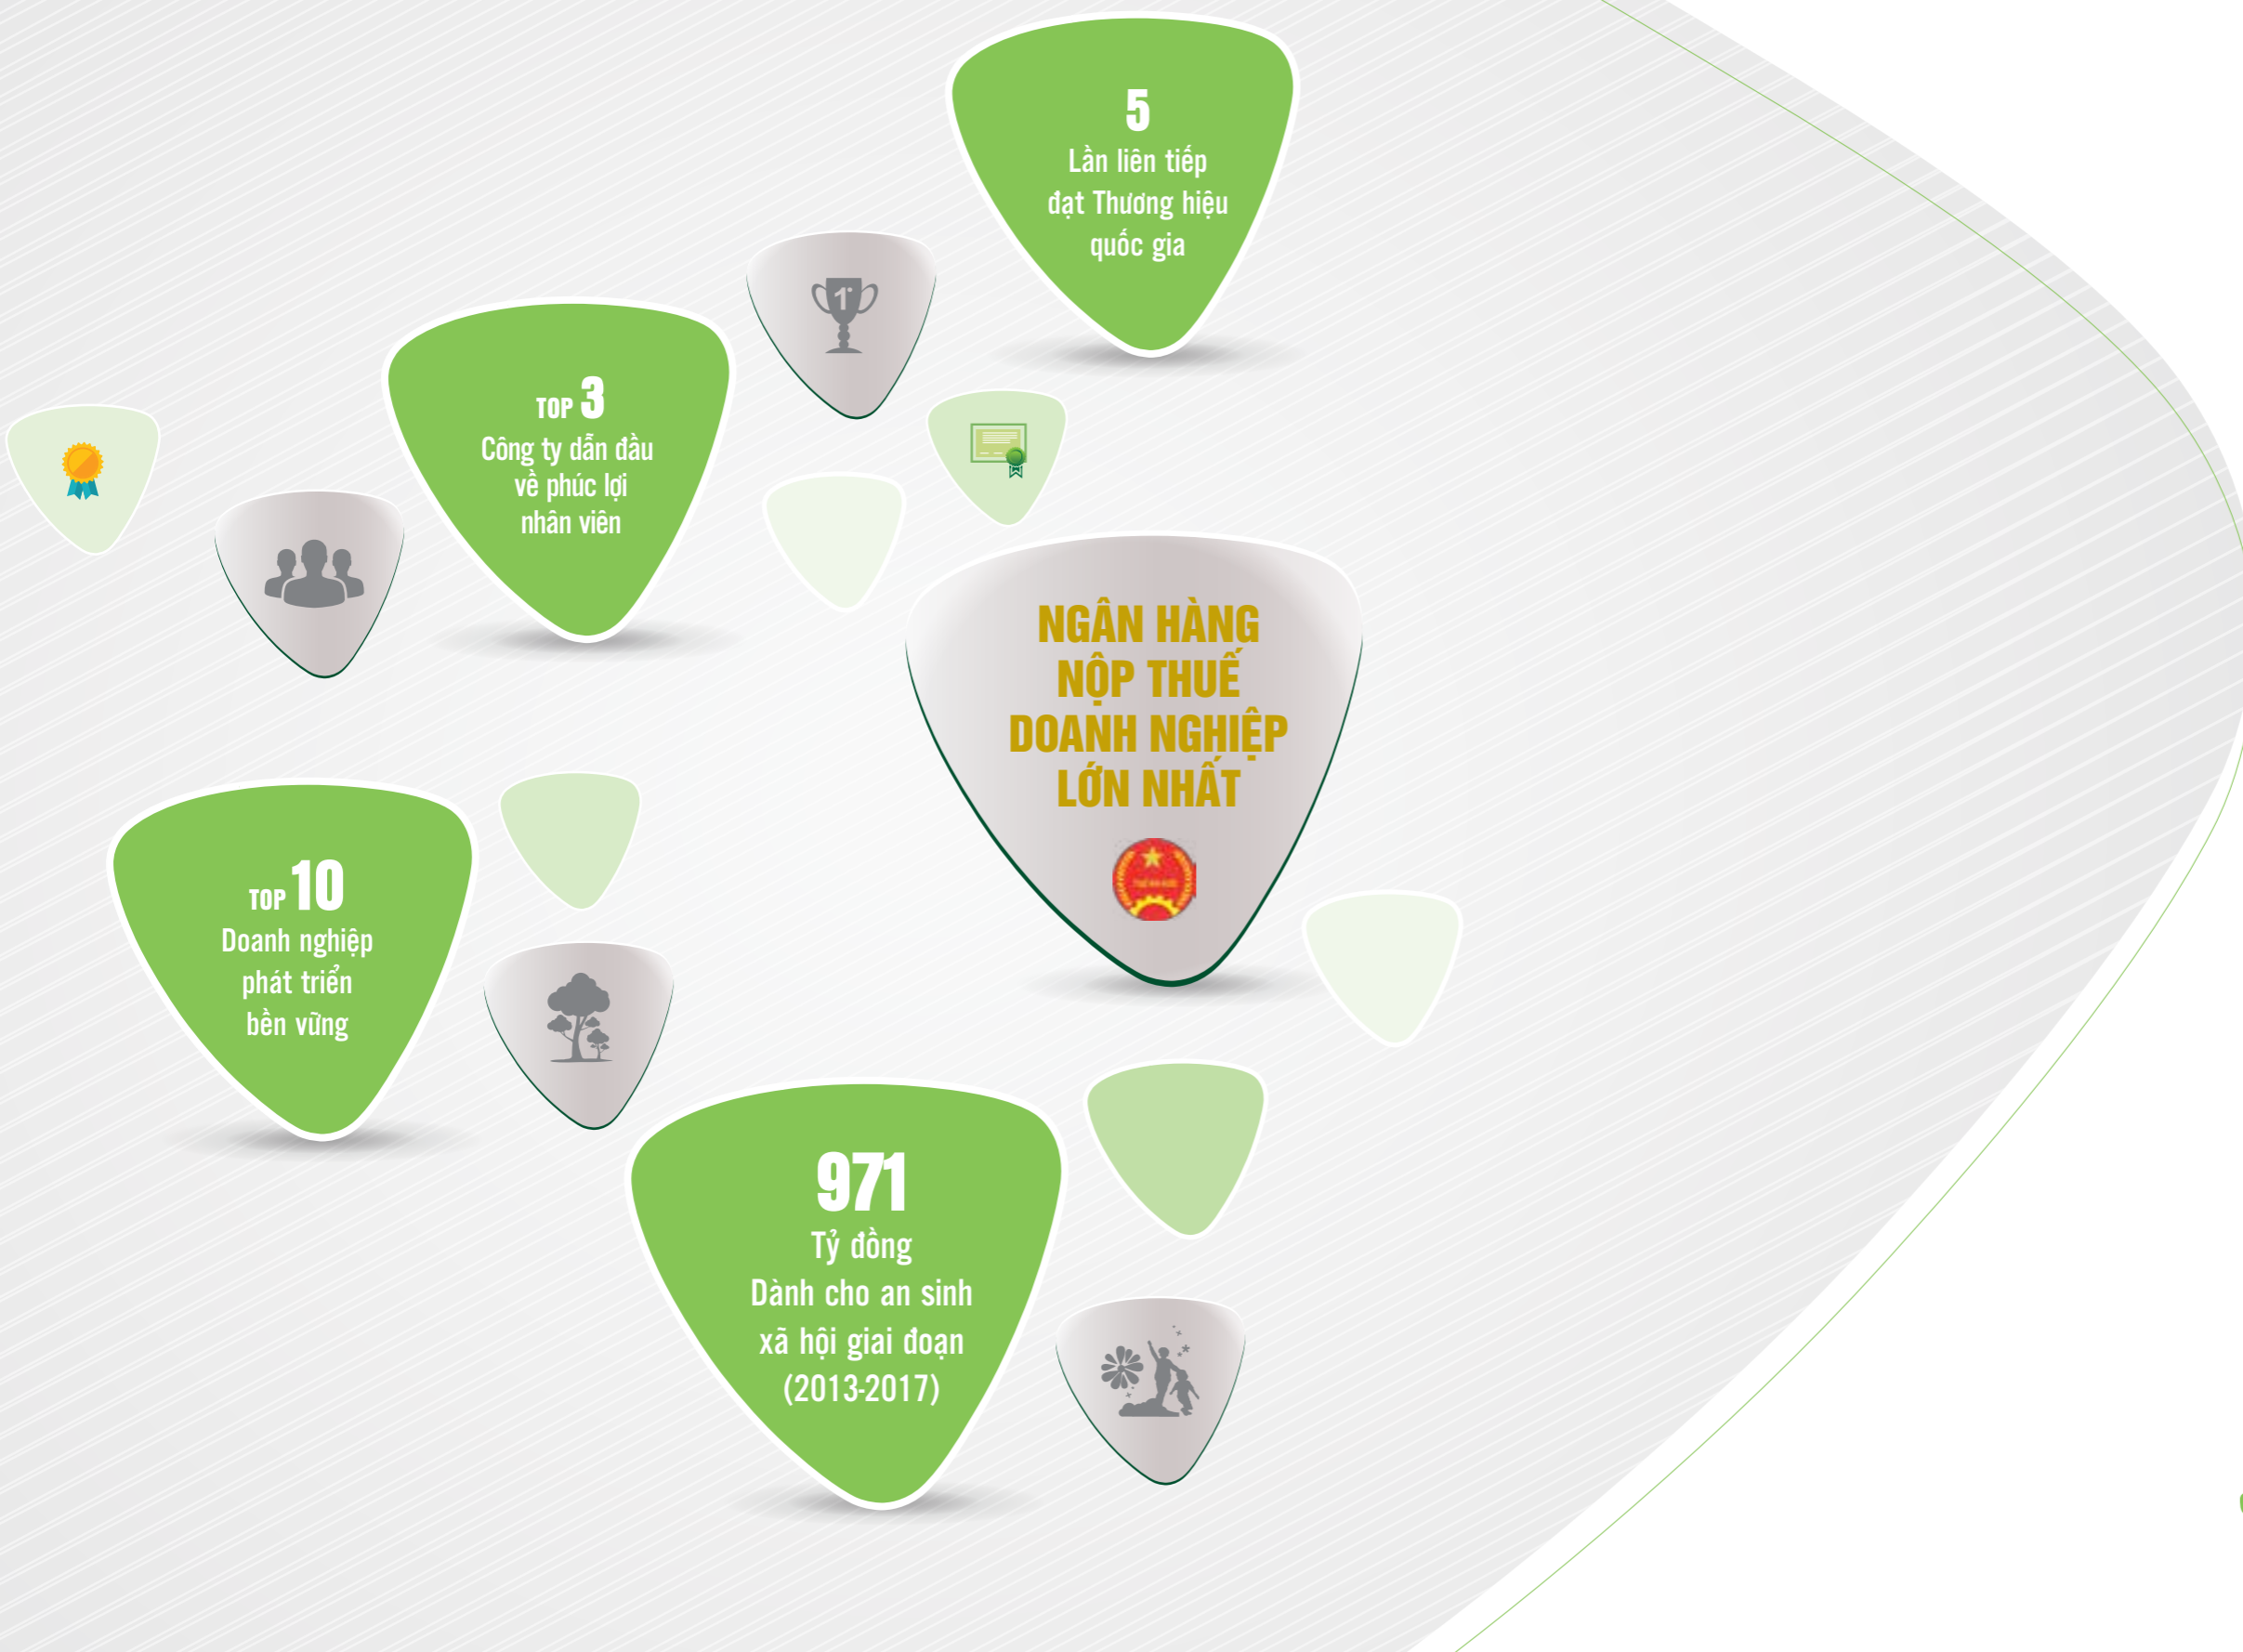 5
Lần liên tiếp
đạt Thương hiệu
quốc gia
1
TOP 3
Công ty dẫn đầu
về phúc lợi
nhân viên
NGÂN HÀNG
NỘP THUẾ
DOANH NGHIỆP
LỚN NHẤT
TOP 10
Doanh nghiệp
phát triển
bền vững
971
Tỷ đồng
Dành cho an sinh
xã hội giai đoạn
(2013-2017)